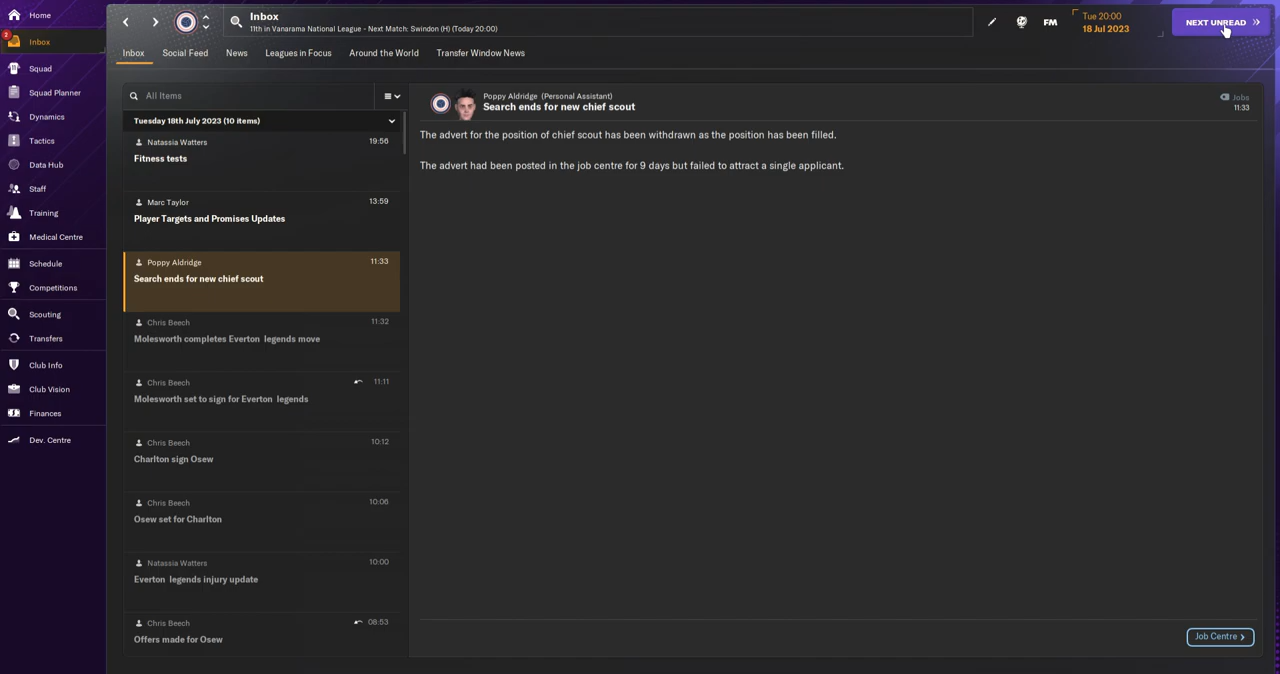 Home
2
Inbox
Squad
Squad Planner
Dynamics
Tactics
Data Hub
Staff
Training
Medical Centre
Schedule
Competitions
Scouting
Transfers
Club Info
Club Vision
Finances
Dev. Centre
Inbox
11th in Vanarama National League - Next Match: Swindon (H) (Today 20:00)
FM
Tue 20:00
18 Jul 2023
NEXT UNREAD
Inbox
Social Feed
News
Leagues in Focus
Around the World
Transfer Window News
All Items
Tuesday 18th July 2023 (10 items)
Natassia Watters 19:56
Fitness tests
Marc Taylor 13:59
Player Targets and Promises Updates
Poppy Aldridge 11:33
Search ends for new chief scout
Chris Beech 11:32
Molesworth completes Everton legends move
Chris Beech 11:11
Molesworth set to sign for Everton legends
Chris Beech 10:12
Charlton sign Osew
Chris Beech 10:06
Osew set for Charlton
Natassia Watters 10:00
Everton legends injury update
Chris Beech 08:53
Offers made for Osew
Poppy Aldridge (Personal Assistant)
Search ends for new chief scout
Jobs
11:33
The advert for the position of chief scout has been withdrawn as the position has been filled.
The advert had been posted in the job centre for 9 days but failed to attract a single applicant.
Job Centre >